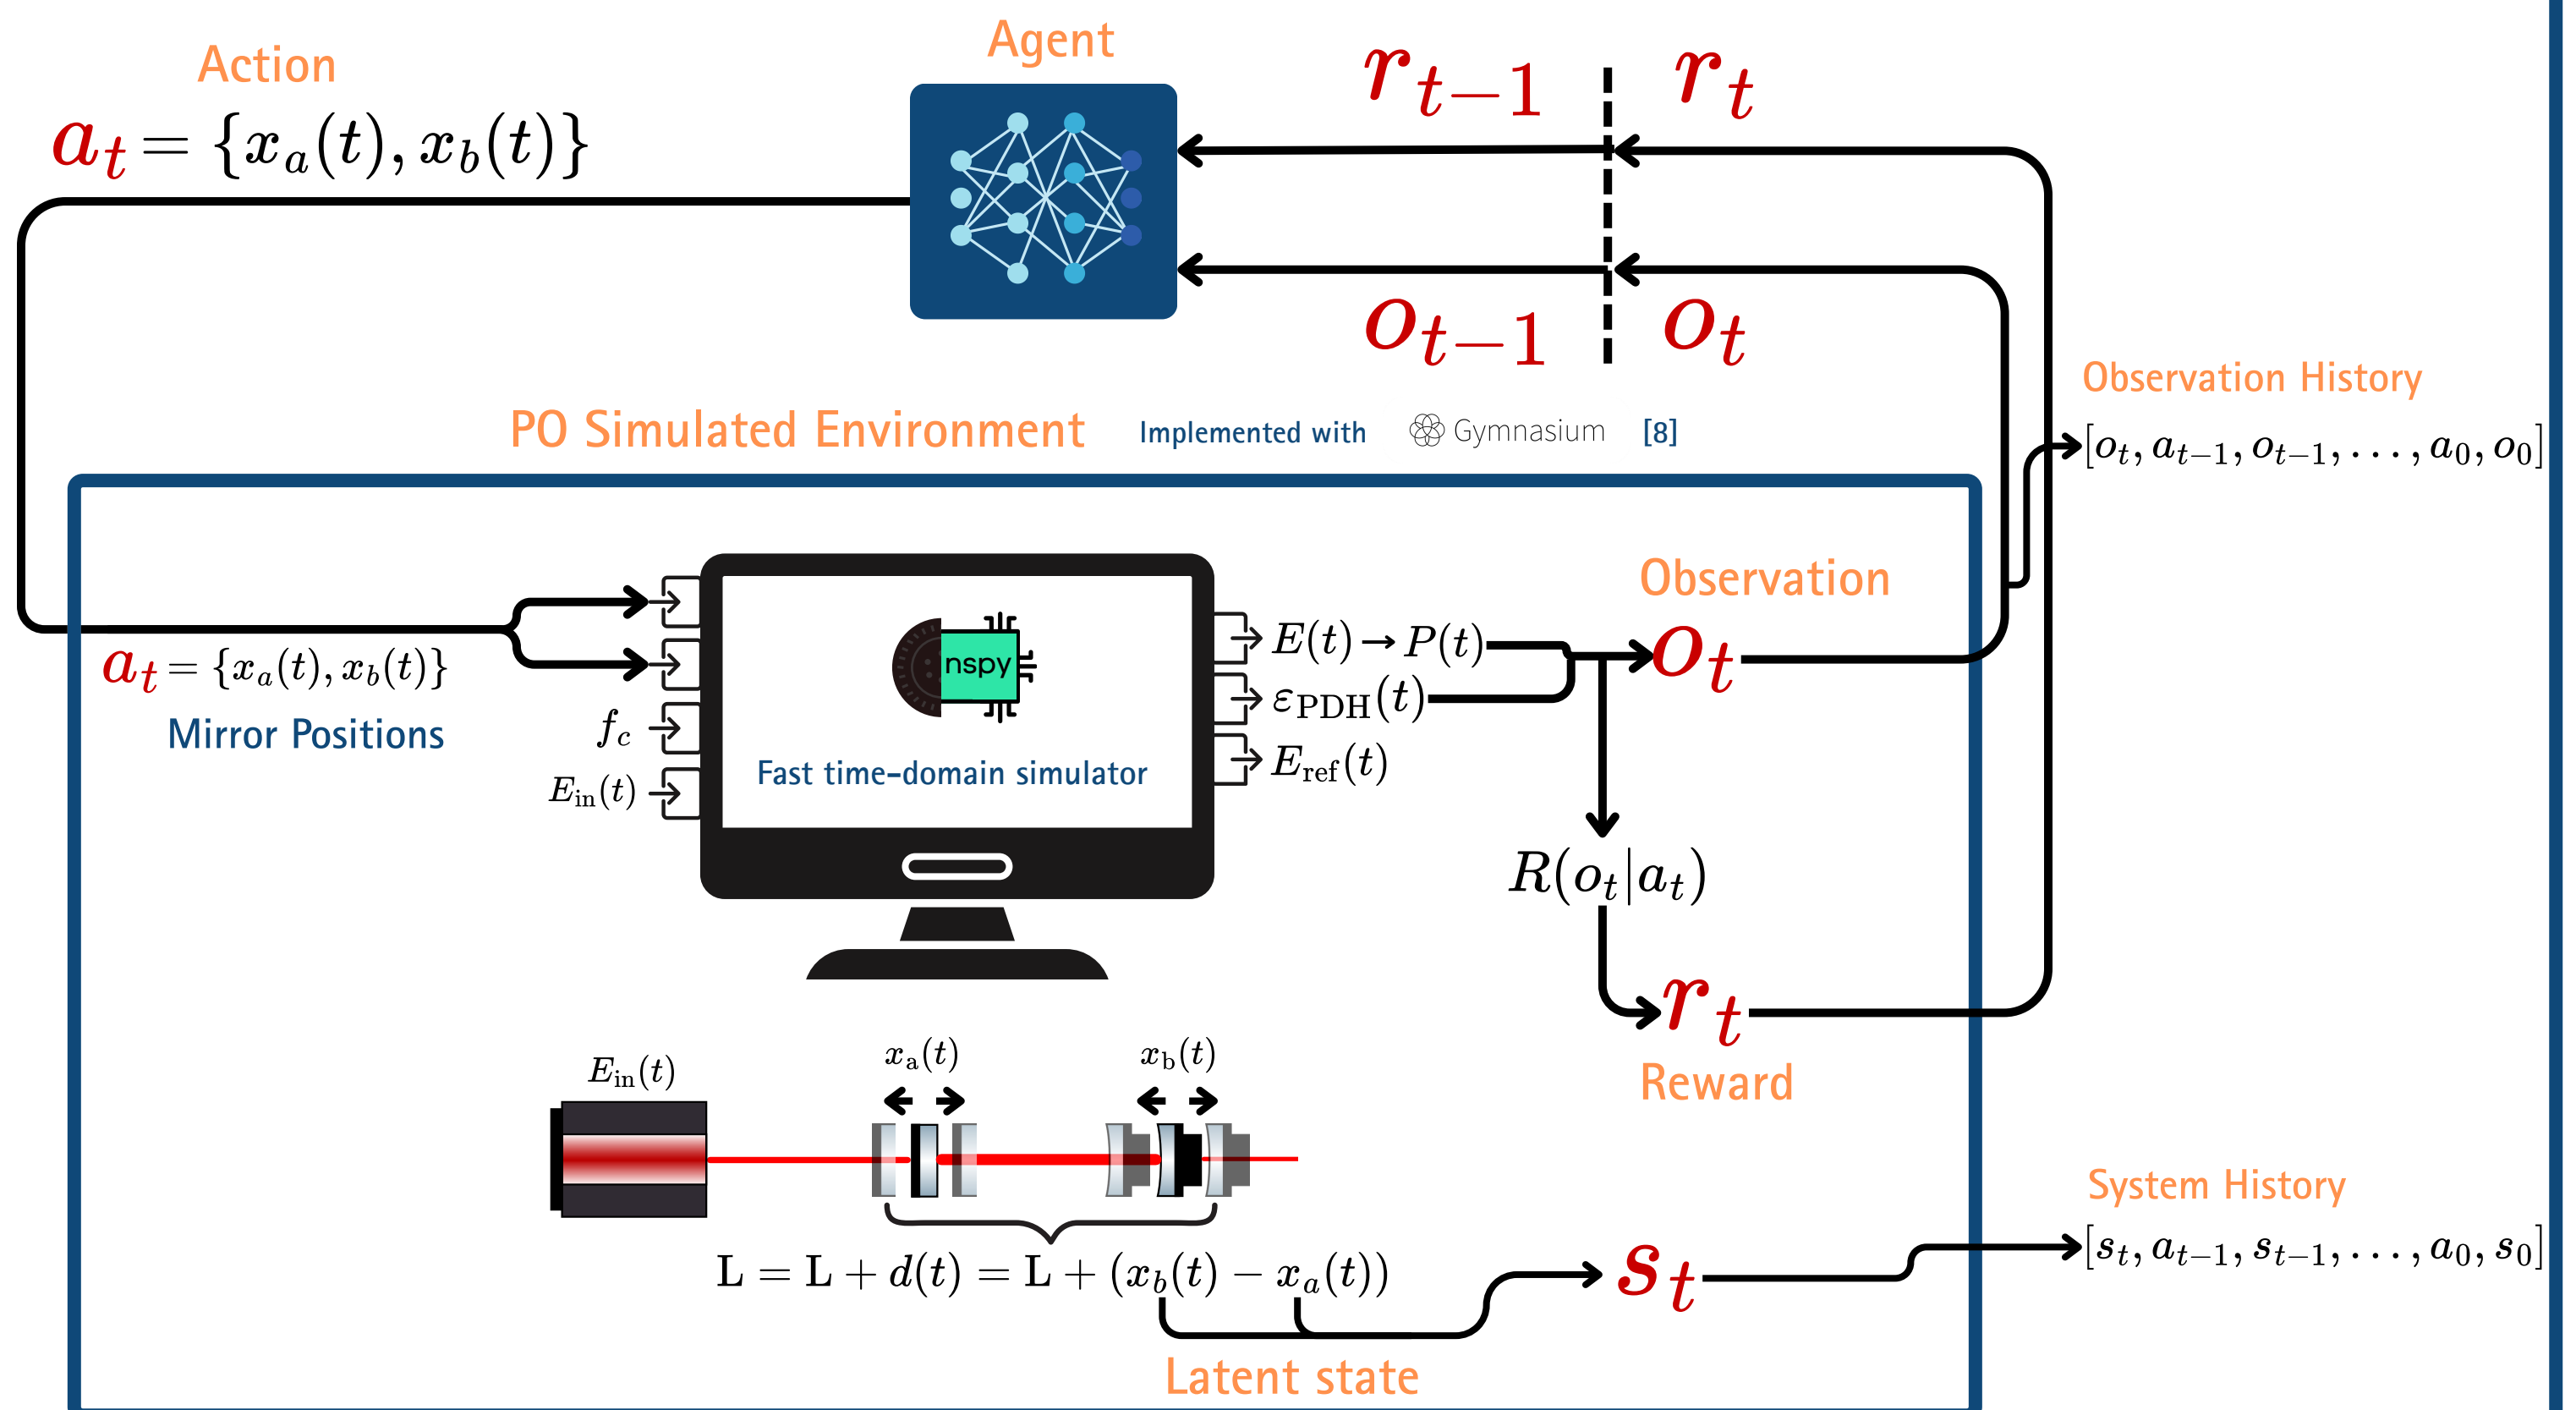 Action
Agent
a_t = {x_a(t), x_b(t)}
r_{t-1}
r_t
o_{t-1}
o_t
Observation History
[o_t, a_{t-1}, o_{t-1}, ..., a_0, o_0]
PO Simulated Environment
Implemented with Gymnasium [8]
a_t = {x_a(t), x_b(t)}
Mirror Positions
f_c
E_in(t)
nspy
Fast time-domain simulator
E(t) → P(t)
ε_PDH(t)
E_ref(t)
Observation
o_t
R(o_t|a_t)
r_t
Reward
E_in(t)
x_a(t)
x_b(t)
L = L + d(t) = L + (x_b(t) − x_a(t))
Latent state
s_t
System History
[s_t, a_{t-1}, s_{t-1}, ..., a_0, s_0]